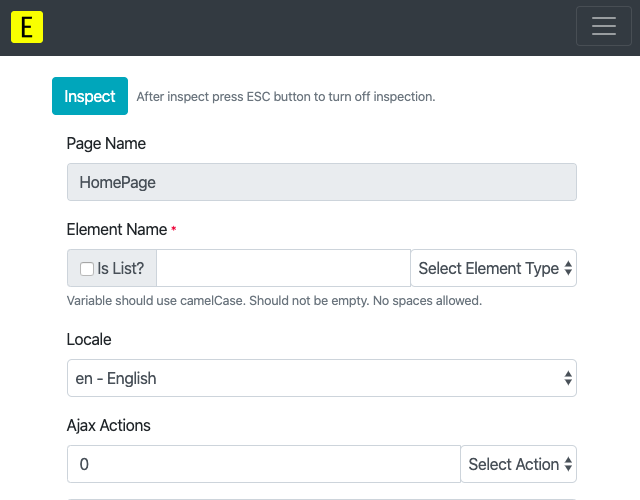 E
Inspect After inspect press ESC button to turn off inspection.
Page Name
HomePage
Element Name *
Is List? Select Element Type
Variable should use camelCase. Should not be empty. No spaces allowed.
Locale
en - English
Ajax Actions
0 Select Action